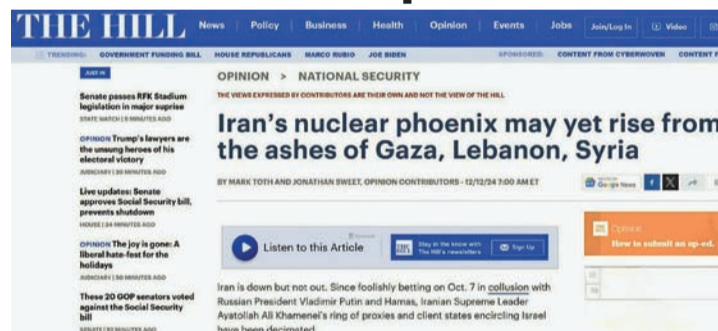 THE HILL
News Policy Business Health Opinion Events Jobs Join/Log In Video
TRENDING: GOVERNMENT FUNDING BILL HOUSE REPUBLICANS MARCO RUBIO JOE BIDEN SPONSORED: CONTENT FROM CYBERWOVEN CONTENT F
JUST IN
Senate passes RFK Stadium
legislation in major suprise
STATE WATCH | 9 MINUTES AGO
OPINION Trump's lawyers are
the unsung heroes of his
electoral victory
JUDICIARY | 20 MINUTES AGO
Live updates: Senate
approves Social Security bill,
prevents shutdown
HOUSE | 24 MINUTES AGO
OPINION The joy is gone: A
liberal hate-fest for the
holidays
JUDICIARY | 50 MINUTES AGO
These 20 GOP senators voted
against the Social Security
bill
OPINION > NATIONAL SECURITY
THE VIEWS EXPRESSED BY CONTRIBUTORS ARE THEIR OWN AND NOT THE VIEW OF THE HILL
Iran's nuclear phoenix may yet rise from
the ashes of Gaza, Lebanon, Syria
BY MARK TOTH AND JONATHAN SWEET, OPINION CONTRIBUTORS - 12/12/24 7:00 AM ET
Google News
Listen to this Article
Stay in the know with
The Hill's newsletters
Sign Up
Iran is down but not out. Since foolishly betting on Oct. 7 in collusion with
Russian President Vladimir Putin and Hamas, Iranian Supreme Leader
Ayatollah Ali Khamenei's ring of proxies and client states encircling Israel
have been decimated
Opinion
How to submit an op-ed.